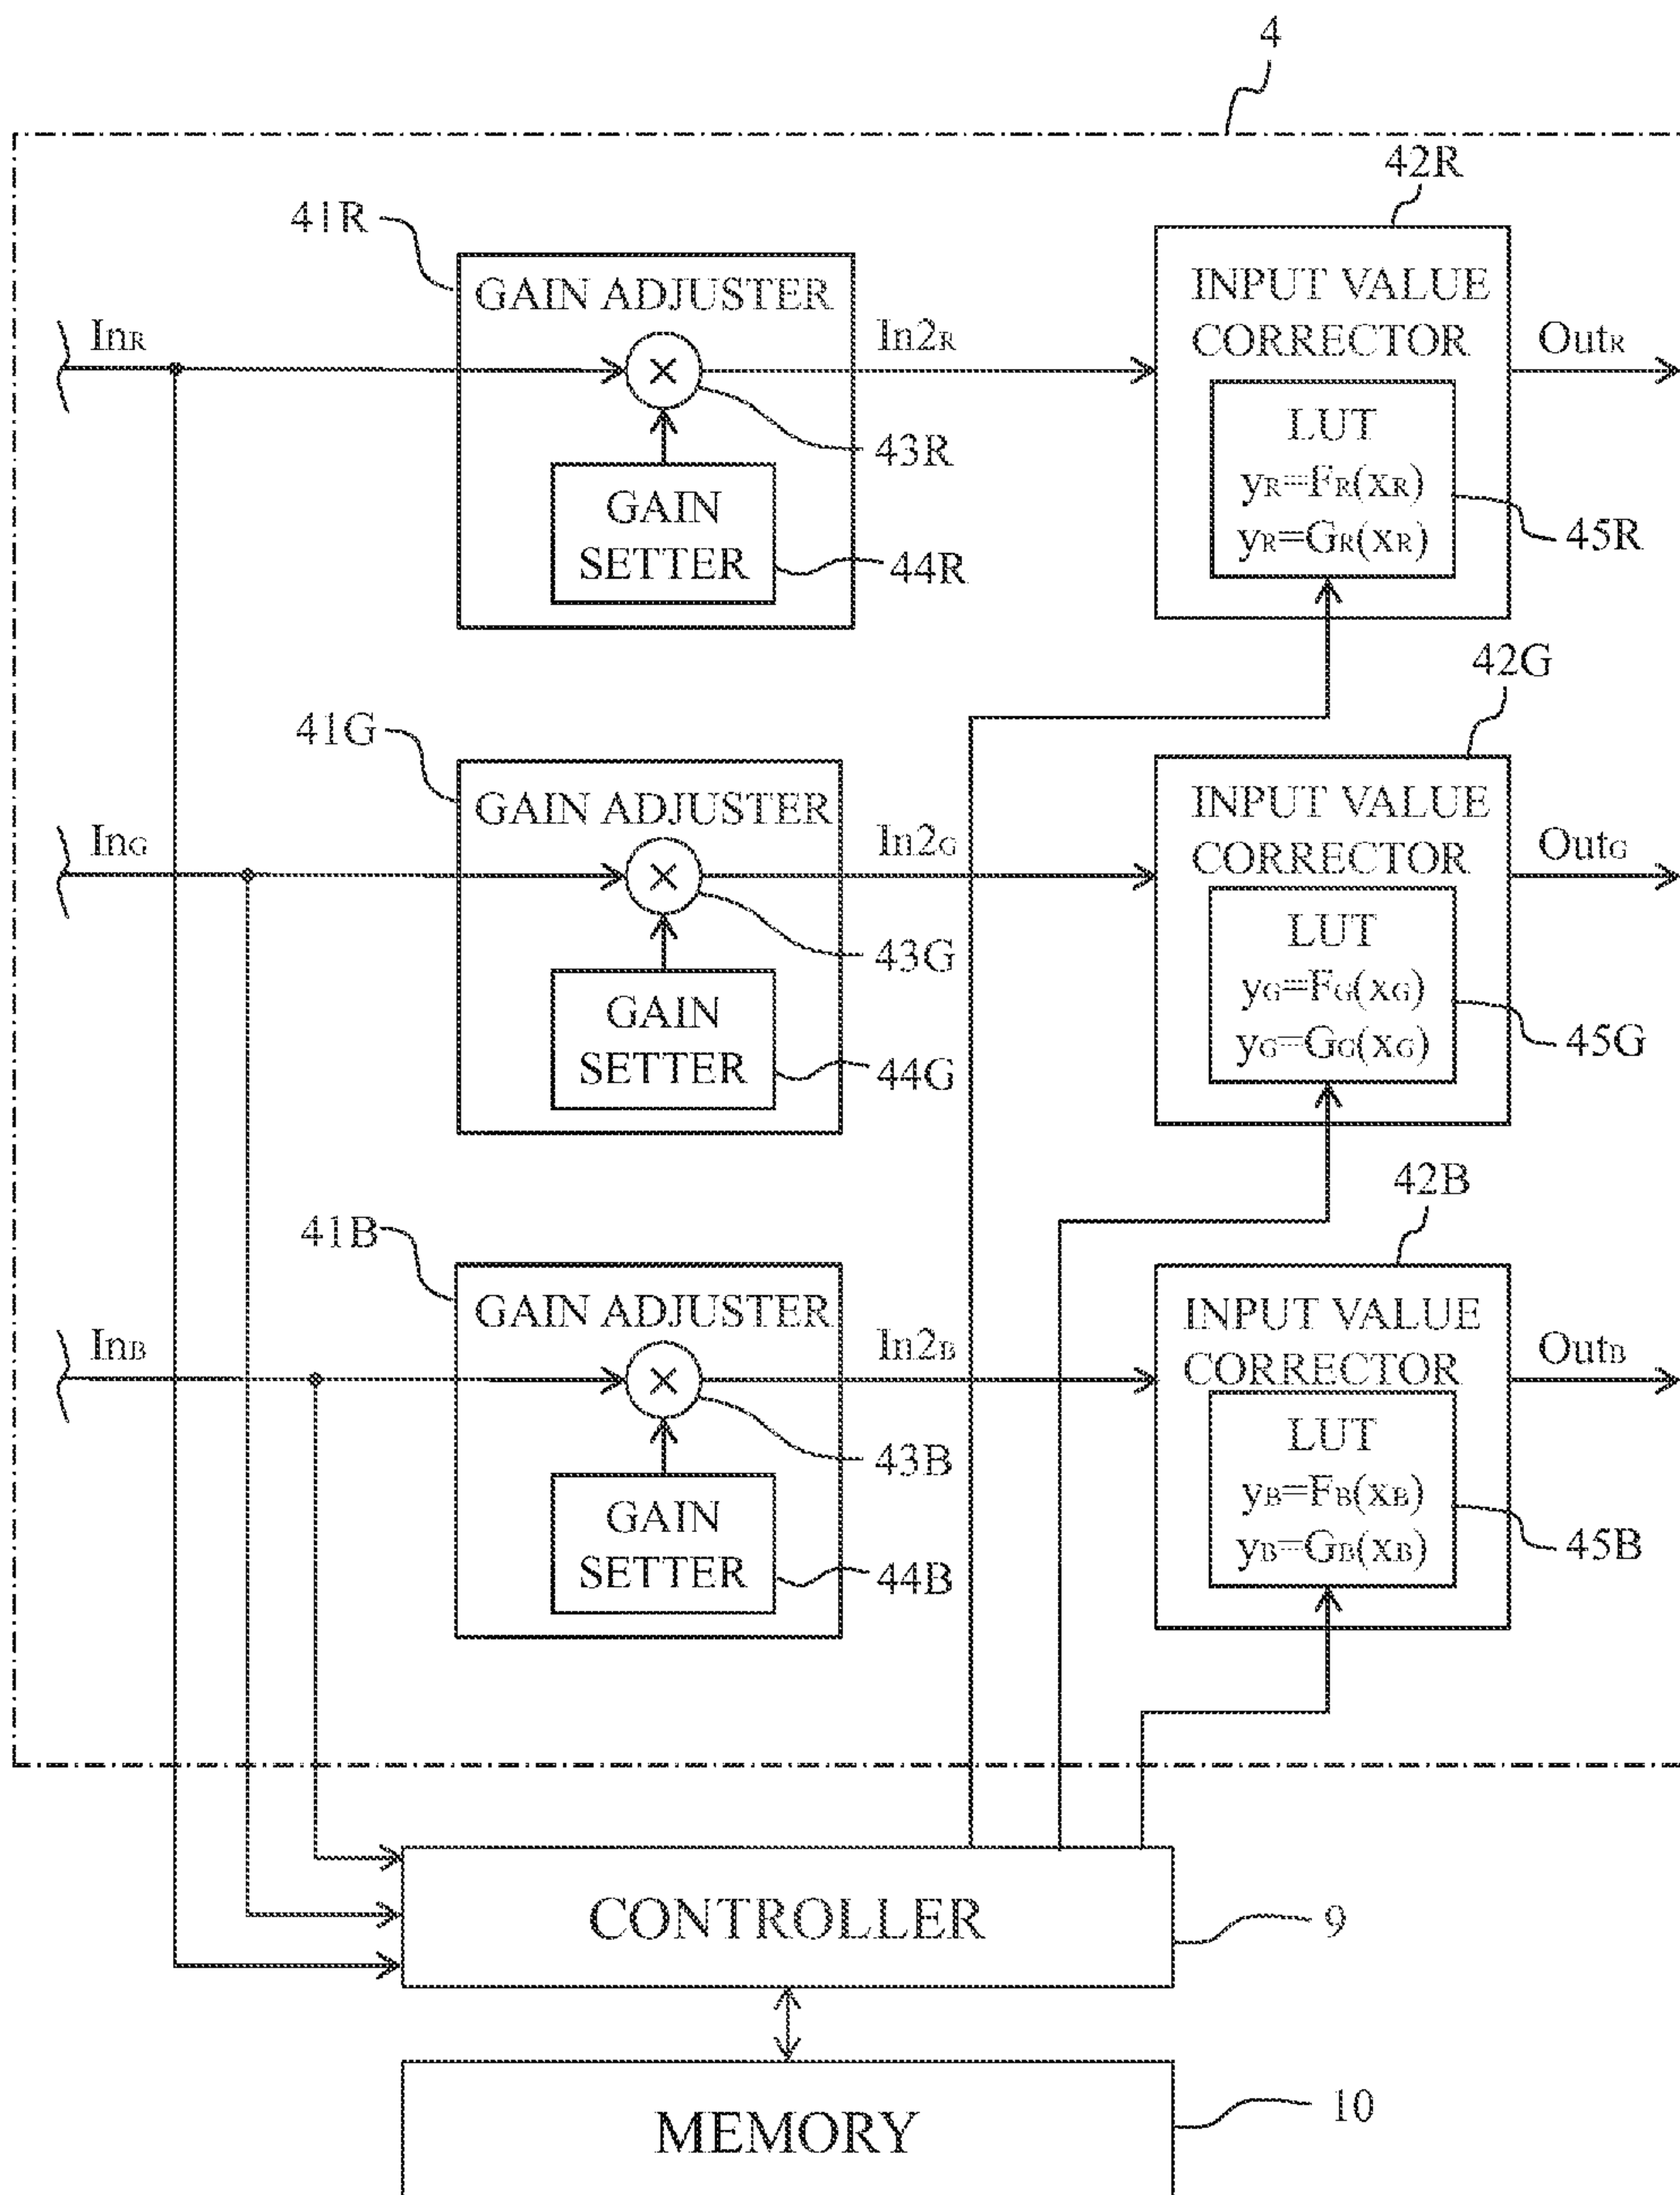 4
42R
41R
GAIN ADJUSTER
INPUT VALUE
CORRECTOR
InR
In2R
OutR
×
43R
LUT
yR=FR(xR)
yR=GR(xR)
GAIN
SETTER
44R
45R
42G
41G
GAIN ADJUSTER
INPUT VALUE
CORRECTOR
InG
In2G
OutG
×
43G
LUT
yG=FG(xG)
yG=GG(xG)
GAIN
SETTER
44G
45G
42B
41B
GAIN ADJUSTER
INPUT VALUE
CORRECTOR
InB
In2B
OutB
×
43B
LUT
yB=FB(xB)
yB=GB(xB)
GAIN
SETTER
44B
45B
CONTROLLER
9
MEMORY
10